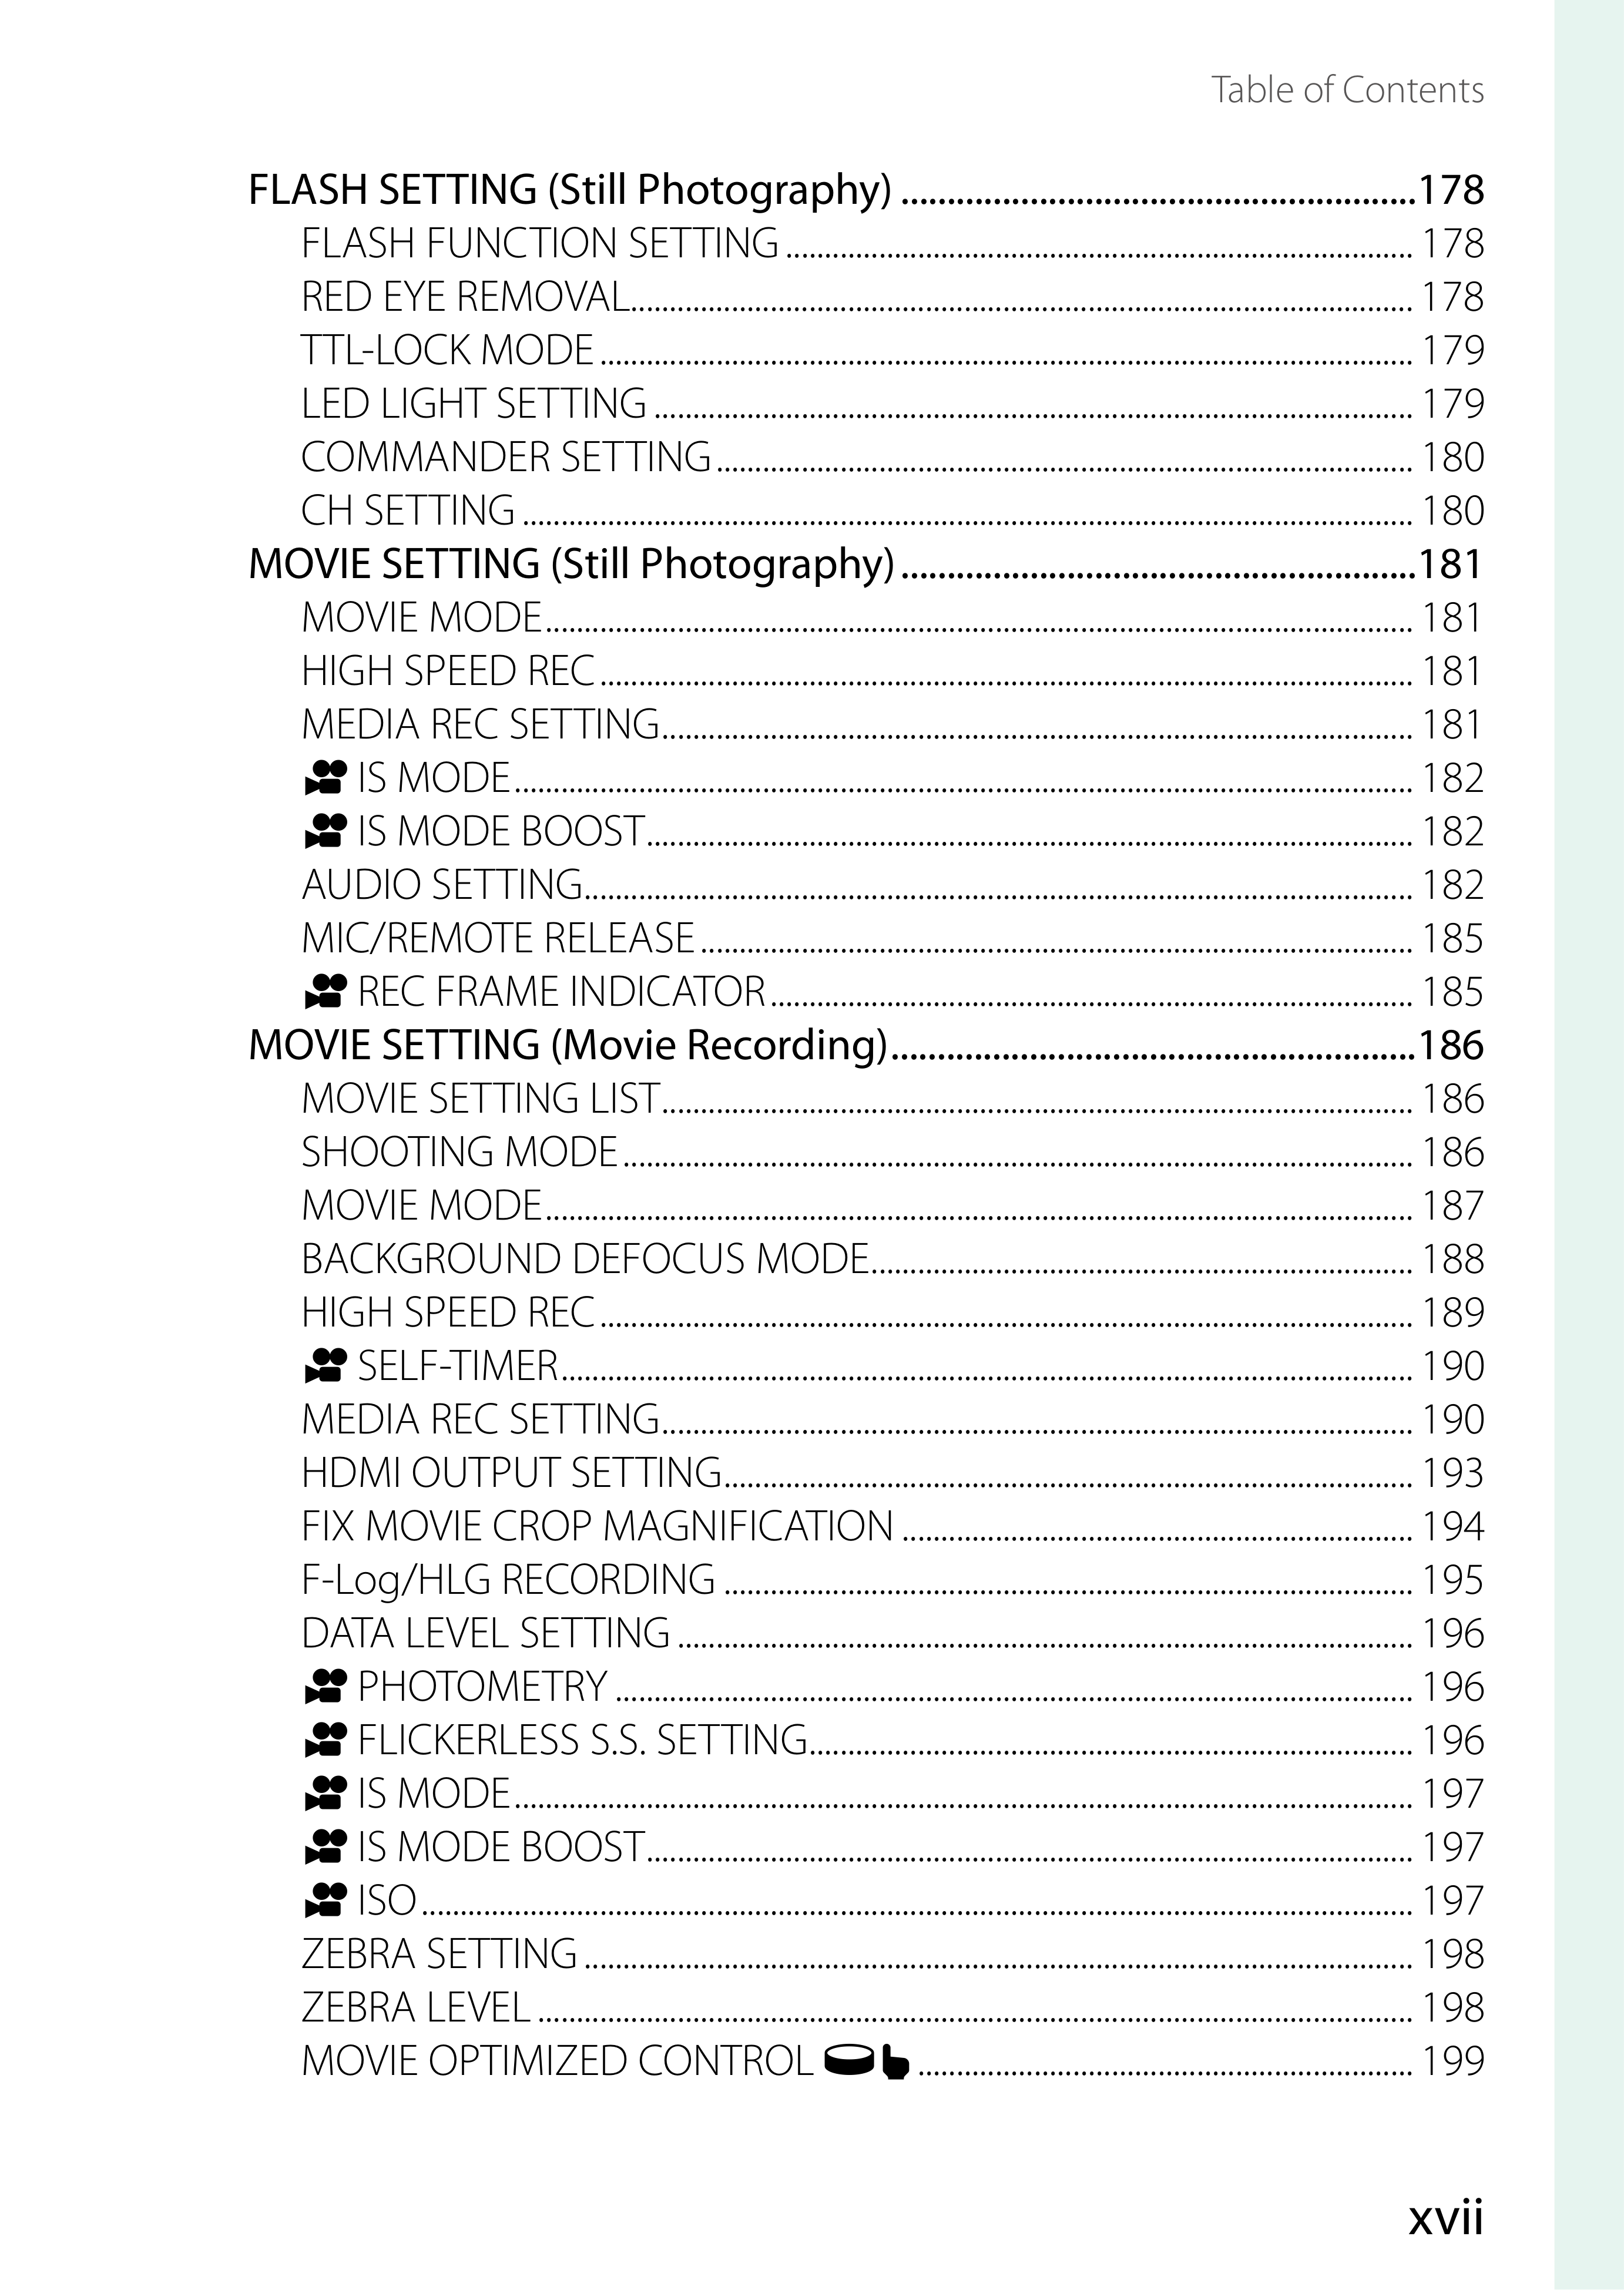 Table of Contents
FLASH SETTING (Still Photography) ........................................................178
FLASH FUNCTION SETTING ................................................................................. 178
RED EYE REMOVAL..................................................................................................... 178
TTL-LOCK MODE ......................................................................................................... 179
LED LIGHT SETTING .................................................................................................. 179
COMMANDER SETTING.......................................................................................... 180
CH SETTING ................................................................................................................... 180
MOVIE SETTING (Still Photography) ........................................................181
MOVIE MODE................................................................................................................ 181
HIGH SPEED REC ......................................................................................................... 181
MEDIA REC SETTING................................................................................................. 181
IS MODE.................................................................................................................... 182
IS MODE BOOST................................................................................................... 182
AUDIO SETTING........................................................................................................... 182
MIC/REMOTE RELEASE ............................................................................................ 185
REC FRAME INDICATOR ................................................................................... 185
MOVIE SETTING (Movie Recording).........................................................186
MOVIE SETTING LIST................................................................................................. 186
SHOOTING MODE ...................................................................................................... 186
MOVIE MODE................................................................................................................ 187
BACKGROUND DEFOCUS MODE...................................................................... 188
HIGH SPEED REC ......................................................................................................... 189
SELF-TIMER.............................................................................................................. 190
MEDIA REC SETTING................................................................................................. 190
HDMI OUTPUT SETTING......................................................................................... 193
FIX MOVIE CROP MAGNIFICATION .................................................................. 194
F-Log/HLG RECORDING ......................................................................................... 195
DATA LEVEL SETTING ............................................................................................... 196
PHOTOMETRY ....................................................................................................... 196
FLICKERLESS S.S. SETTING.............................................................................. 196
IS MODE.................................................................................................................... 197
IS MODE BOOST................................................................................................... 197
ISO ................................................................................................................................ 197
ZEBRA SETTING ........................................................................................................... 198
ZEBRA LEVEL ................................................................................................................. 198
MOVIE OPTIMIZED CONTROL ................................................................ 199
xvii